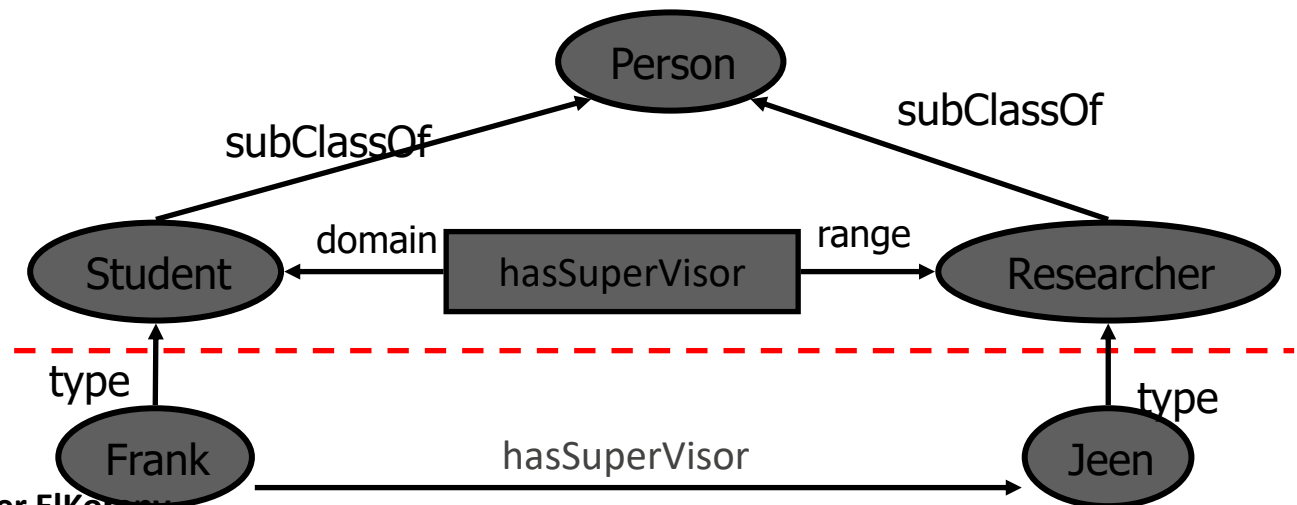 Person
subClassOf
subClassOf
domain
range
Student
hasSuperVisor
Researcher
type
type
Frank
hasSuperVisor
Jeen